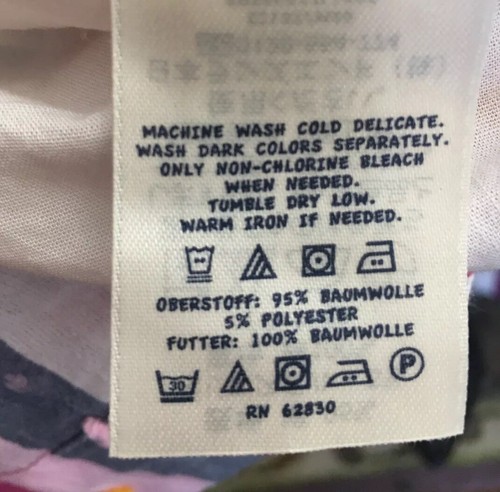 MACHINE WASH COLD DELICATE.
WASH DARK COLORS SEPARATELY.
ONLY NON-CHLORINE BLEACH
WHEN NEEDED.
TUMBLE DRY LOW.
WARM IRON IF NEEDED.
OBERSTOFF: 95% BAUMWOLLE
5% POLYESTER
FUTTER: 100% BAUMWOLLE
30
P
RN 62830